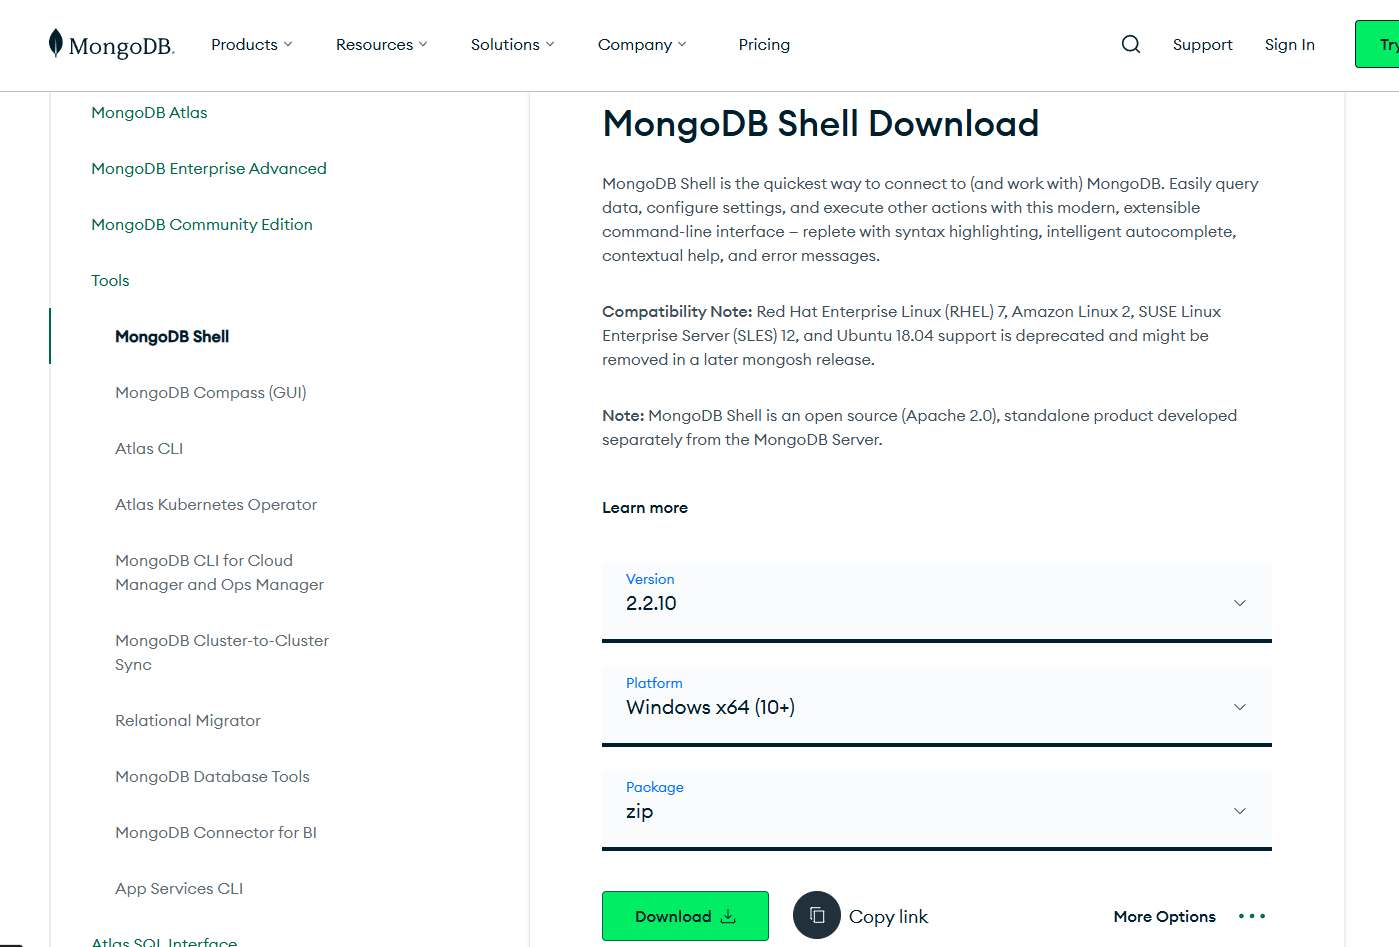 MongoDB.
Products
Resources
Solutions
Company
Pricing
Support
Sign In
MongoDB Atlas
MongoDB Enterprise Advanced
MongoDB Community Edition
Tools
MongoDB Shell
MongoDB Compass (GUI)
Atlas CLI
Atlas Kubernetes Operator
MongoDB CLI for Cloud
Manager and Ops Manager
MongoDB Cluster-to-Cluster
Sync
Relational Migrator
MongoDB Database Tools
MongoDB Connector for BI
App Services CLI
Atlas SQL Interface
MongoDB Shell Download
MongoDB Shell is the quickest way to connect to (and work with) MongoDB. Easily query
data, configure settings, and execute other actions with this modern, extensible
command-line interface — replete with syntax highlighting, intelligent autocomplete,
contextual help, and error messages.
Compatibility Note: Red Hat Enterprise Linux (RHEL) 7, Amazon Linux 2, SUSE Linux
Enterprise Server (SLES) 12, and Ubuntu 18.04 support is deprecated and might be
removed in a later mongosh release.
Note: MongoDB Shell is an open source (Apache 2.0), standalone product developed
separately from the MongoDB Server.
Learn more
Version
2.2.10
Platform
Windows x64 (10+)
Package
zip
Download
Copy link
More Options